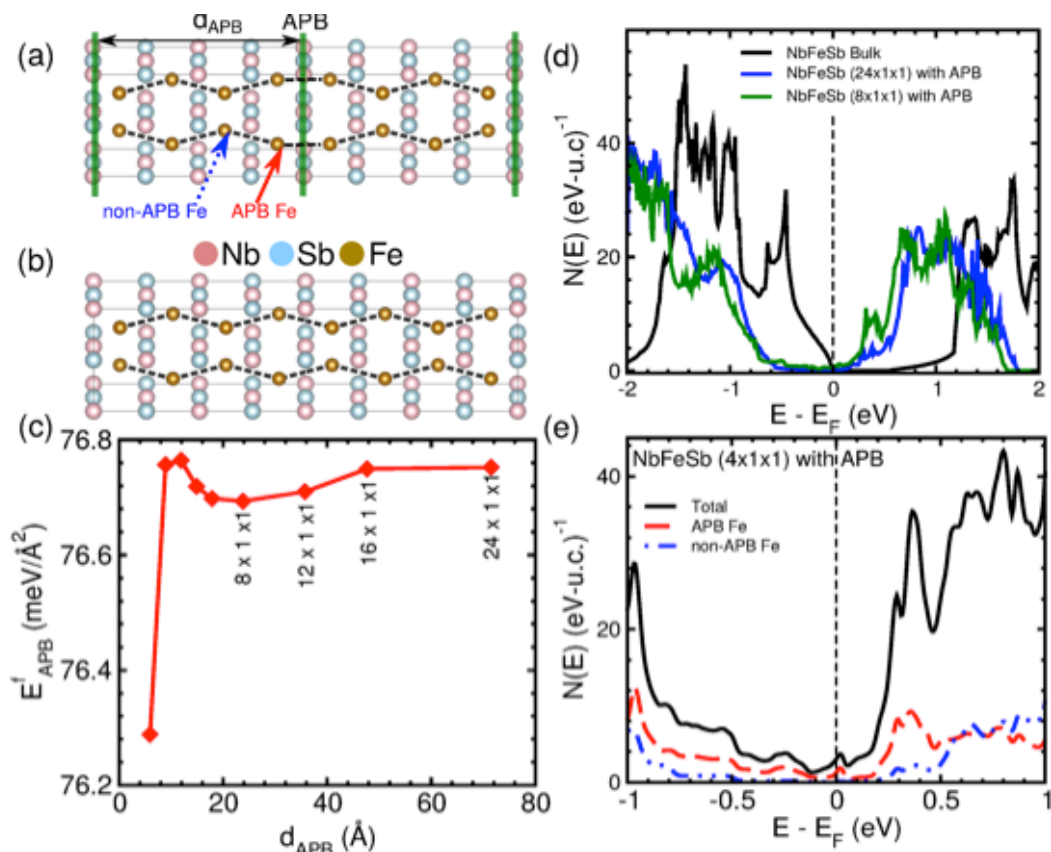 (a)
d_APB
APB
non-APB Fe
APB Fe
(b)
Nb Sb Fe
(c)
E^f_APB (meV/Å²)
76.8
76.6
76.4
76.2
8 x 1 x1
12 x 1 x1
16 x 1 x1
24 x 1 x1
0 20 40 60 80
d_APB (Å)
(d)
NbFeSb Bulk
NbFeSb (24x1x1) with APB
NbFeSb (8x1x1) with APB
N(E) (eV-u.c)⁻¹
40
20
0
-2 -1 0 1 2
E - E_F (eV)
(e)
NbFeSb (4x1x1) with APB
Total
APB Fe
non-APB Fe
N(E) (eV-u.c.)⁻¹
40
20
0
-1 -0.5 0 0.5 1
E - E_F (eV)